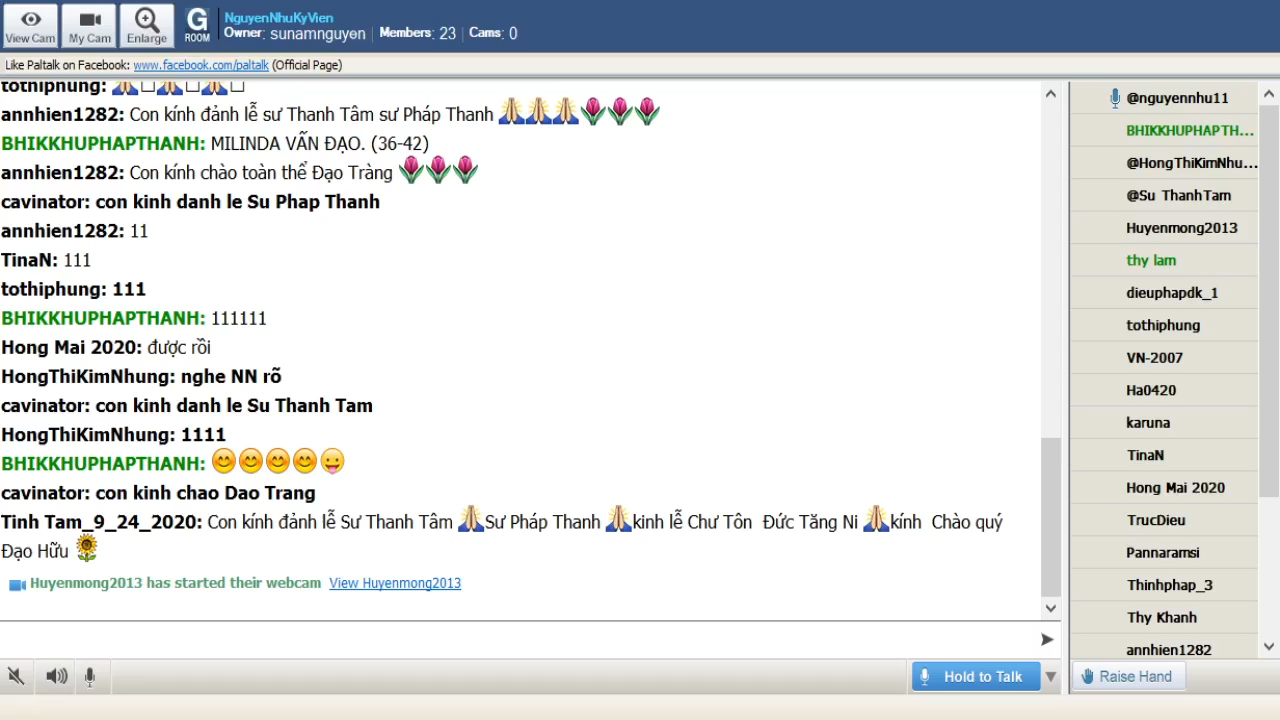 View Cam
My Cam
Enlarge
G
ROOM
NguyenNhuKyVien
Owner: sunamnguyen | Members: 23 | Cams: 0
Like Paltalk on Facebook: www.facebook.com/paltalk (Official Page)
tothiphung: 🙏□🙏□🙏□
annhien1282: Con kính đảnh lễ sư Thanh Tâm sư Pháp Thanh 🙏🙏🙏🌷🌷🌷
BHIKKHUPHAPTHANH: MILINDA VẤN ĐẠO. (36-42)
annhien1282: Con kính chào toàn thể Đạo Tràng 🌷🌷🌷
cavinator: con kinh danh le Su Phap Thanh
annhien1282: 11
TinaN: 111
tothiphung: 111
BHIKKHUPHAPTHANH: 111111
Hong Mai 2020: được rồi
HongThiKimNhung: nghe NN rõ
cavinator: con kinh danh le Su Thanh Tam
HongThiKimNhung: 1111
BHIKKHUPHAPTHANH: 😊😊😊😊😛
cavinator: con kinh chao Dao Trang
Tinh Tam_9_24_2020: Con kính đảnh lễ Sư Thanh Tâm 🙏Sư Pháp Thanh 🙏kinh lễ Chư Tôn Đức Tăng Ni 🙏kính Chào quý
Đạo Hữu 🌻
Huyenmong2013 has started their webcam View Huyenmong2013
Hold to Talk
@nguyennhu11
BHIKKHUPHAPTH...
@HongThiKimNhu...
@Su ThanhTam
Huyenmong2013
thy lam
dieuphapdk_1
tothiphung
VN-2007
Ha0420
karuna
TinaN
Hong Mai 2020
TrucDieu
Pannaramsi
Thinhphap_3
Thy Khanh
annhien1282
Raise Hand